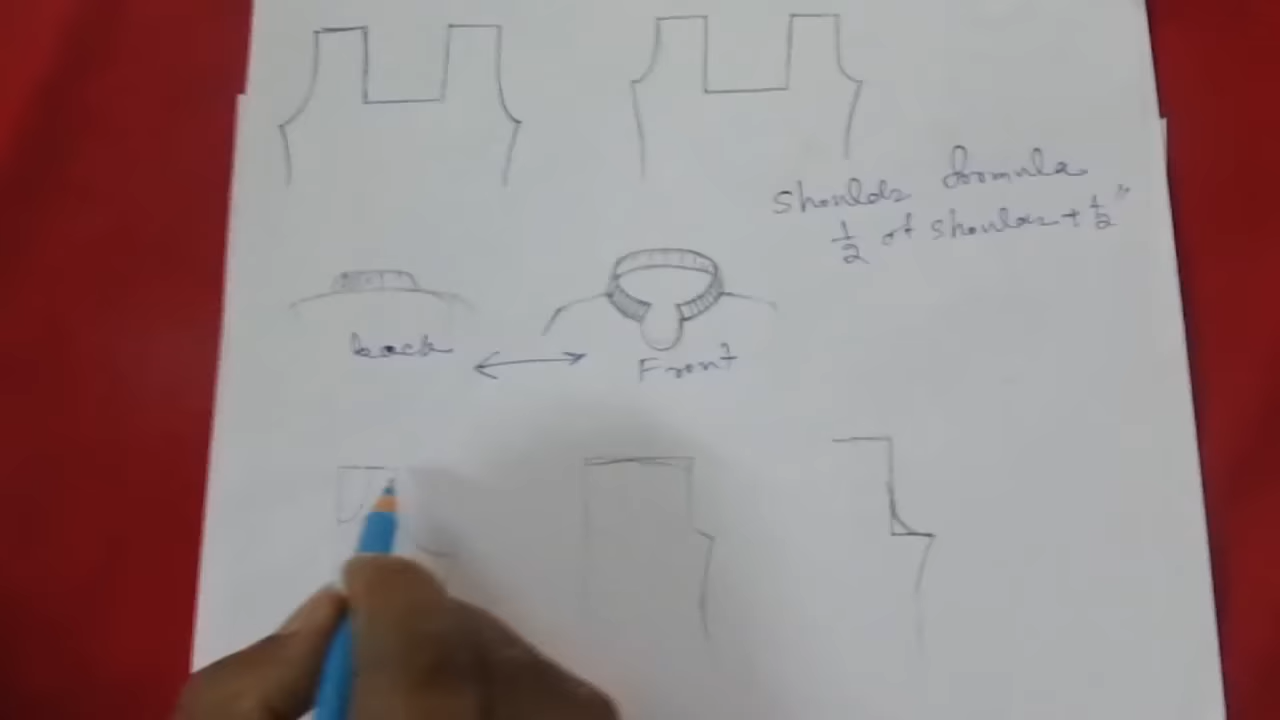 Shoulder formula
1/2 of shoulder + 1/2"
back
Front